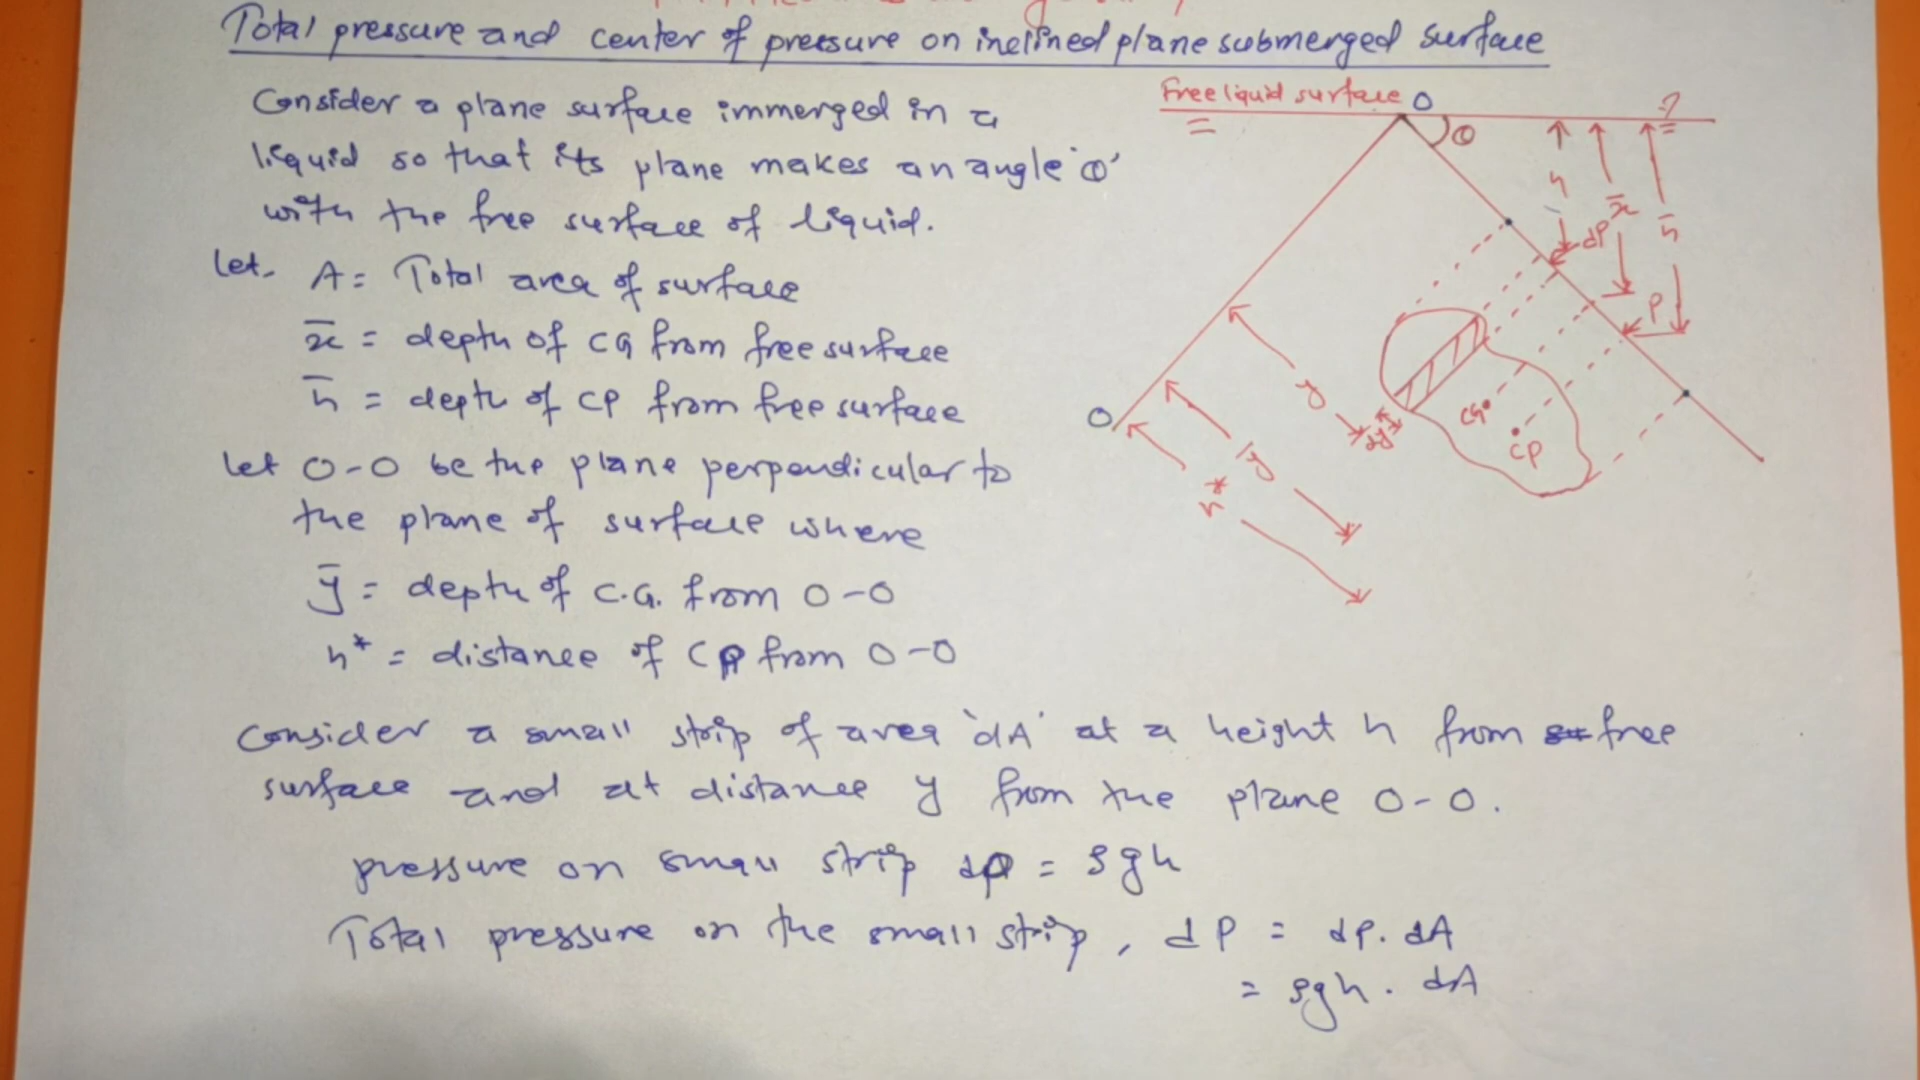 Total pressure and center of pressure on inclined plane submerged surface
Consider a plane surface immerged in a
liquid so that its plane makes an angle 'θ'
with the free surface of liquid.
Let, A = Total area of surface
x̄ = depth of CG from free surface
h̄ = depth of CP from free surface
Let O-O be the plane perpendicular to
the plane of surface where
ȳ = depth of C.G. from O-O
h* = distance of CP from O-O
Consider a small strip of area 'dA' at a height h from free
surface and at distance y from the plane O-O.
pressure on small strip dp = ρgh
Total pressure on the small strip, dP = dp. dA
= ρgh. dA
Free liquid surface O
θ
h
x̄
h̄
dP
P
O
y
dy
ȳ
h*
CG
CP